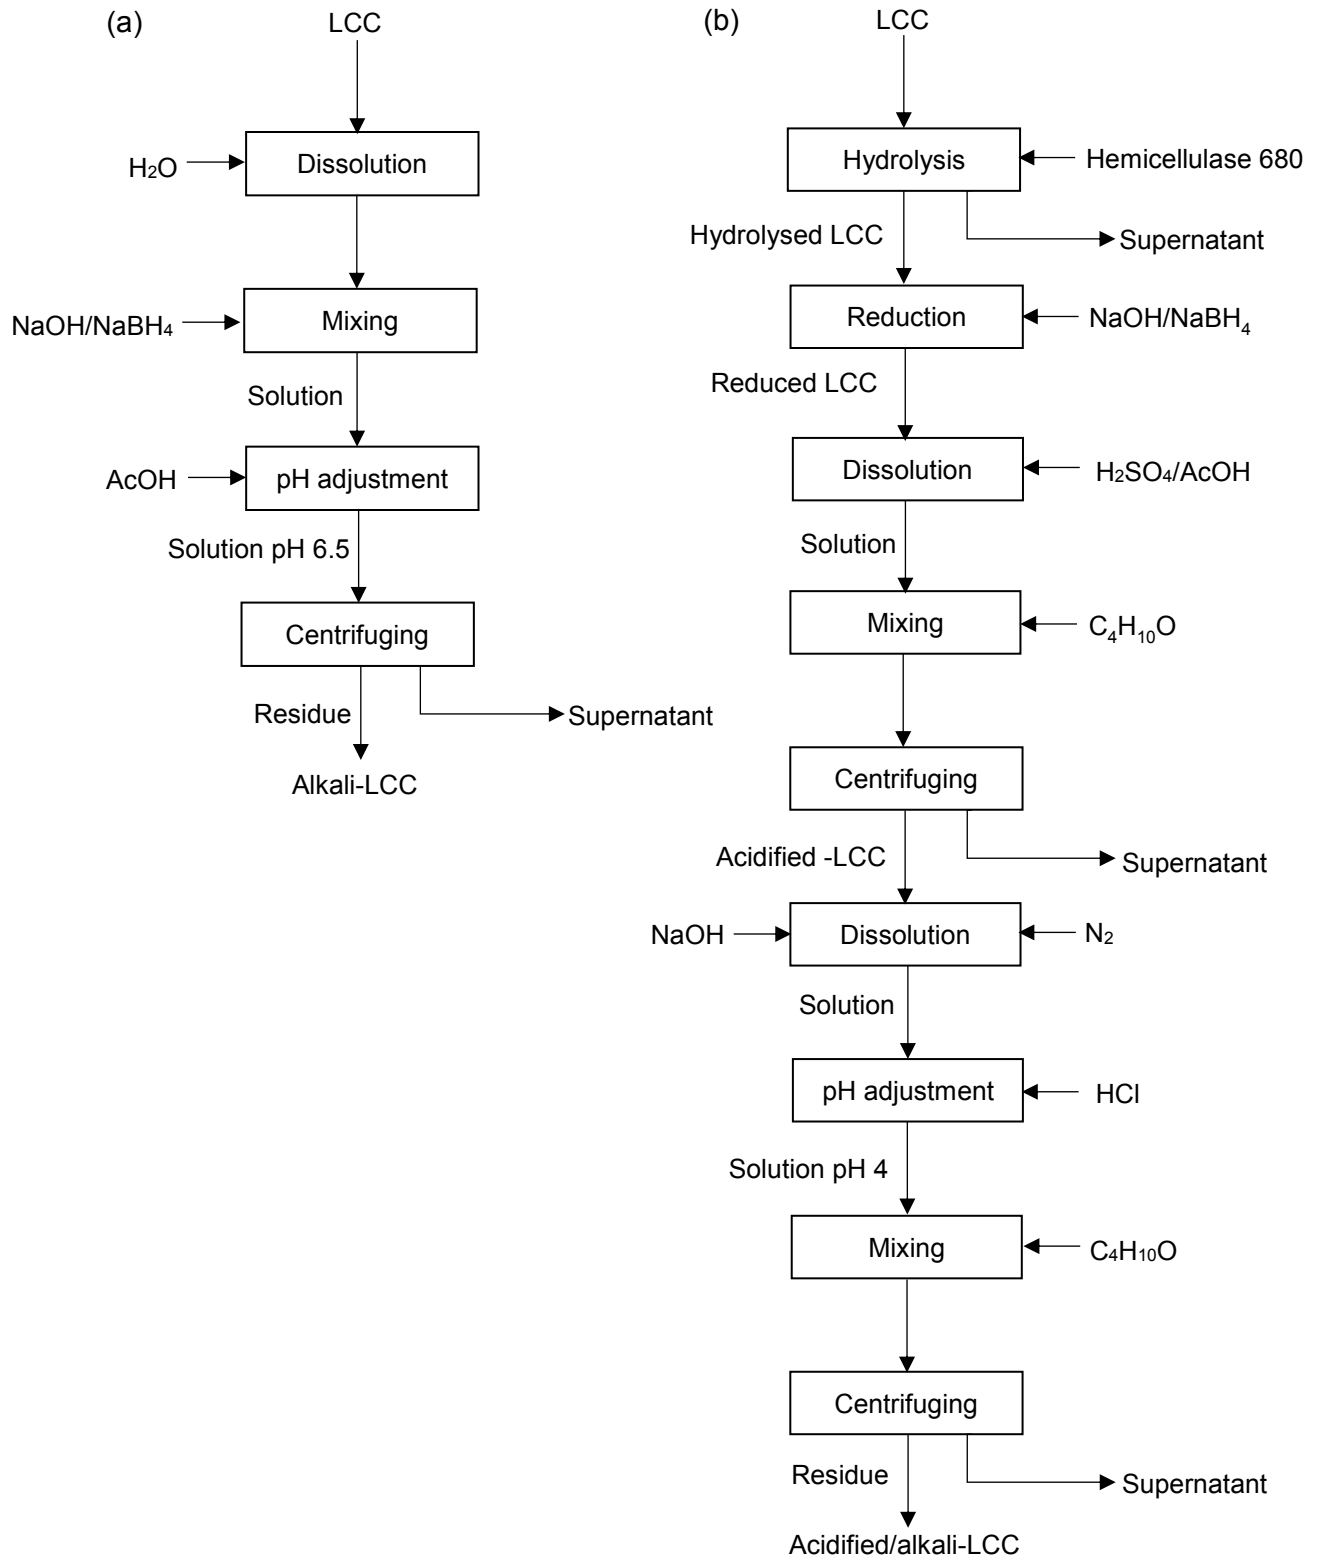 (a)
LCC
H₂O
Dissolution
NaOH/NaBH₄
Mixing
Solution
AcOH
pH adjustment
Solution pH 6.5
Centrifuging
Residue
Supernatant
Alkali-LCC
(b)
LCC
Hydrolysis
Hemicellulase 680
Hydrolysed LCC
Supernatant
Reduction
NaOH/NaBH₄
Reduced LCC
Dissolution
H₂SO₄/AcOH
Solution
Mixing
C₄H₁₀O
Centrifuging
Acidified -LCC
Supernatant
NaOH
Dissolution
N₂
Solution
pH adjustment
HCl
Solution pH 4
Mixing
C₄H₁₀O
Centrifuging
Residue
Supernatant
Acidified/alkali-LCC